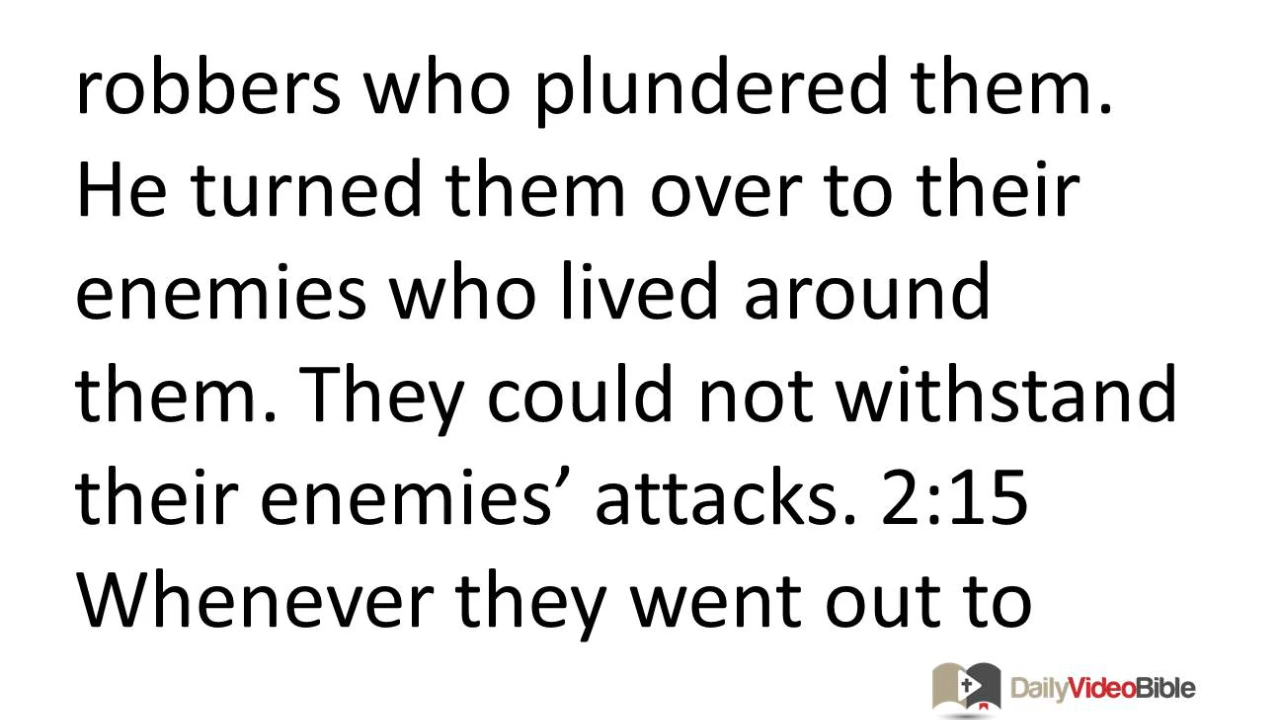 robbers who plundered them.
He turned them over to their
enemies who lived around
them. They could not withstand
their enemies’ attacks. 2:15
Whenever they went out to
DailyVideoBible